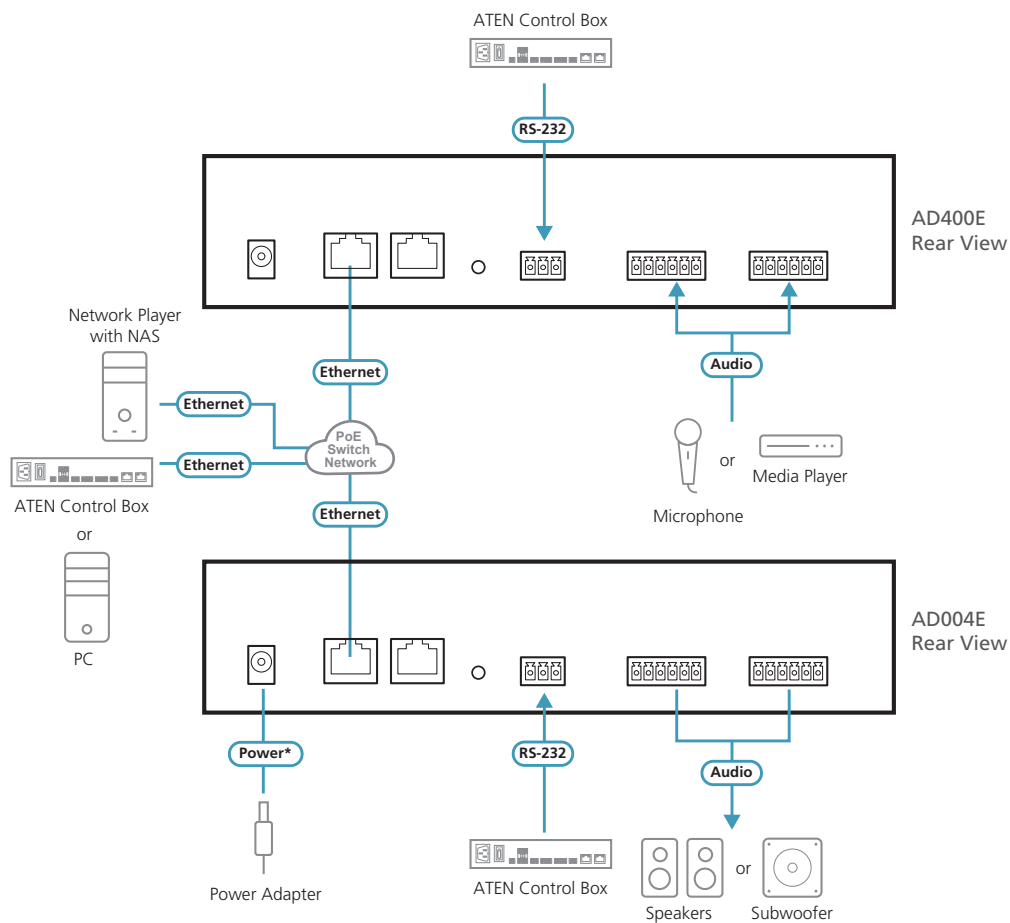 ATEN Control Box
RS-232
AD400E
Rear View
Network Player
with NAS
Ethernet
Ethernet
Audio
PoE
Switch
Network
Ethernet
ATEN Control Box
or
PC
Ethernet
or
Microphone
Media Player
AD004E
Rear View
Power*
RS-232
Audio
Power Adapter
ATEN Control Box
or
Speakers
Subwoofer